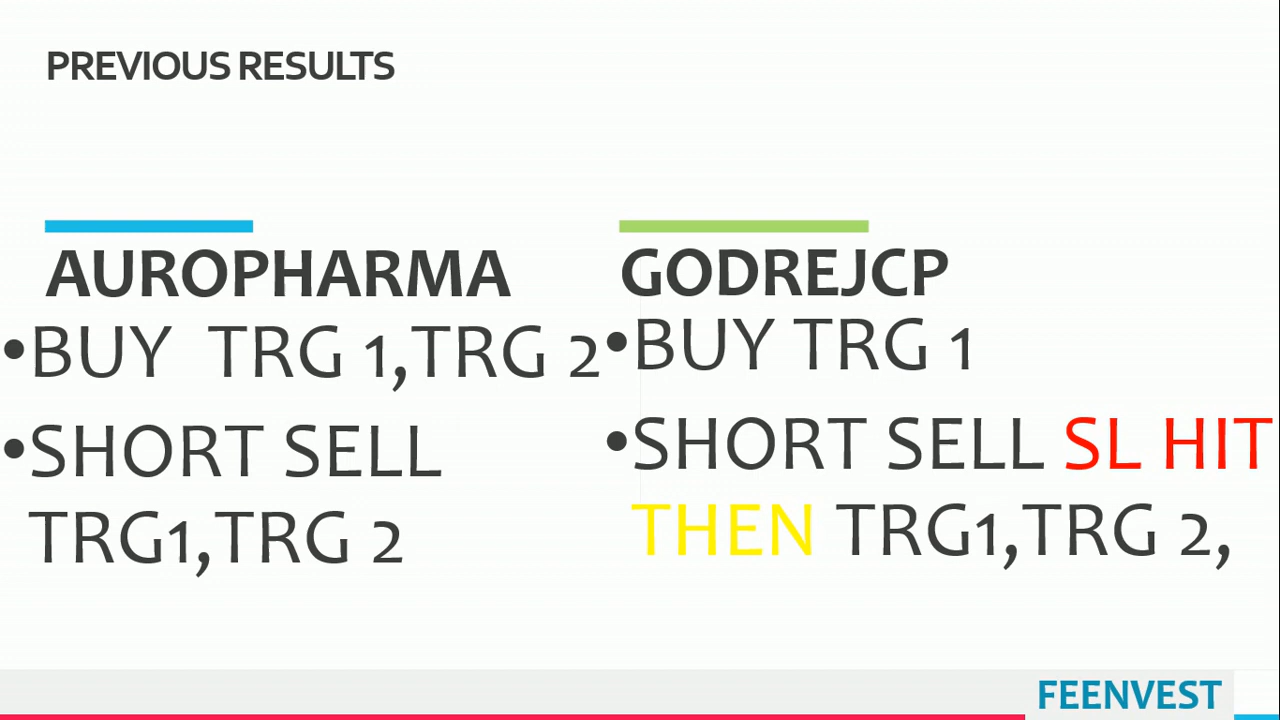 PREVIOUS RESULTS
AUROPHARMA
•BUY TRG 1,TRG 2
•SHORT SELL
TRG1,TRG 2
GODREJCP
•BUY TRG 1
•SHORT SELL SL HIT
THEN TRG1,TRG 2,
FEENVEST